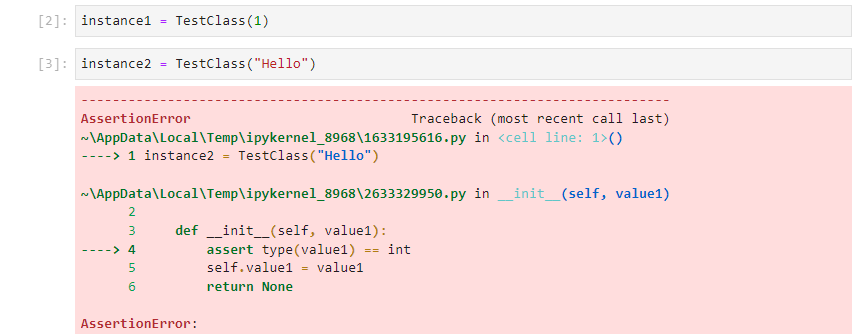 [2]: instance1 = TestClass(1)
[3]: instance2 = TestClass("Hello")
---------------------------------------------------------------------------
AssertionError                            Traceback (most recent call last)
~\AppData\Local\Temp\ipykernel_8968\1633195616.py in <cell line: 1>()
----> 1 instance2 = TestClass("Hello")
~\AppData\Local\Temp\ipykernel_8968\2633329950.py in __init__(self, value1)
      2
      3     def __init__(self, value1):
----> 4         assert type(value1) == int
      5         self.value1 = value1
      6         return None
AssertionError: